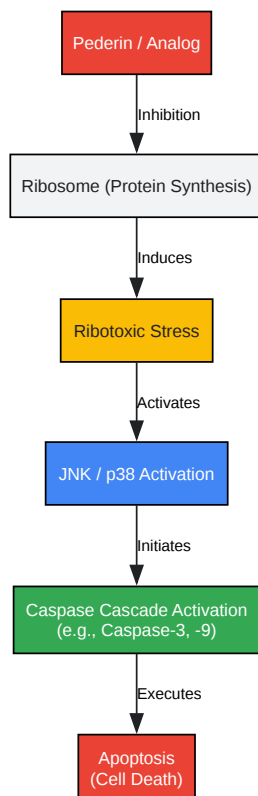 Pederin / Analog
Inhibition
Ribosome (Protein Synthesis)
Induces
Ribotoxic Stress
Activates
JNK / p38 Activation
Initiates
Caspase Cascade Activation
(e.g., Caspase-3, -9)
Executes
Apoptosis
(Cell Death)